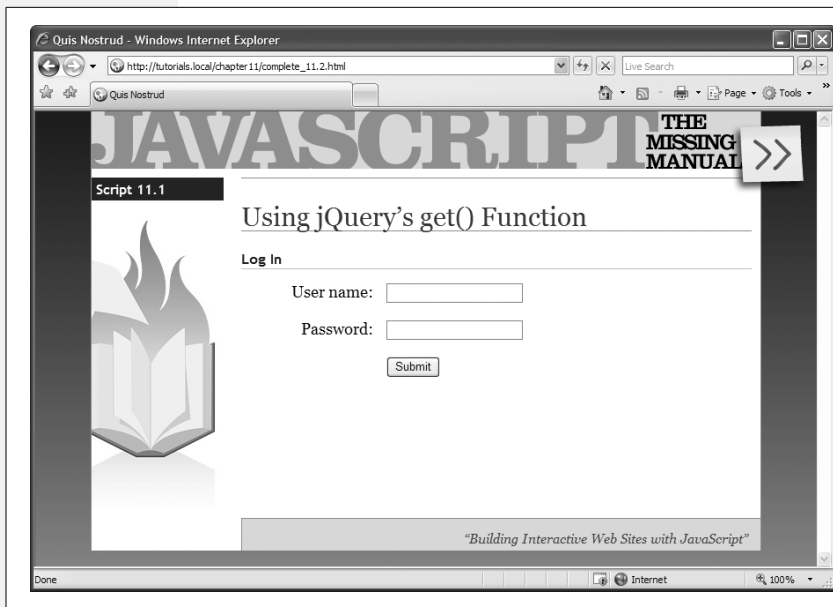 Quis Nostrud - Windows Internet Explorer
http://tutorials.local/chapter11/complete_11.2.html
Live Search
Quis Nostrud
Page
Tools
JAVASCRIPT
THE
MISSING
MANUAL
Script 11.1
Using jQuery’s get() Function
Log In
User name:
Password:
Submit
“Building Interactive Web Sites with JavaScript”
Done
Internet
100%